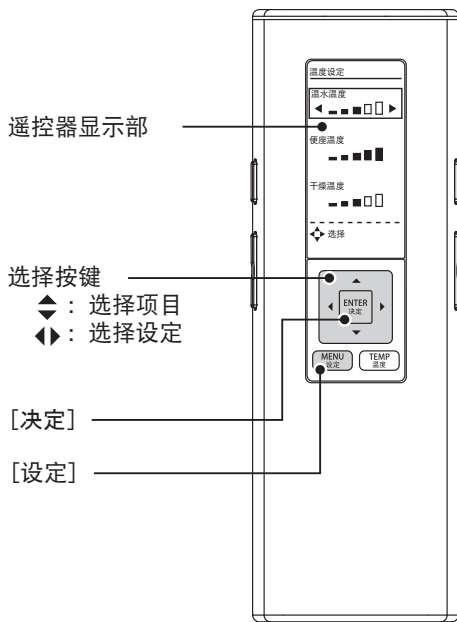 温度设定
温水温度
遥控器显示部
便座温度
干燥温度
选择
选择按键
：选择项目
：选择设定
ENTER
决定
MENU
设定
TEMP
温度
[决定]
[设定]